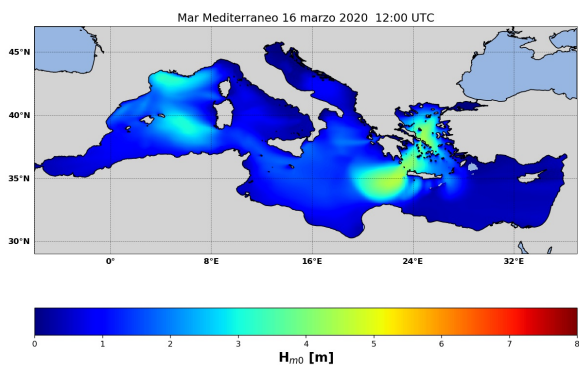 Mar Mediterraneo 16 marzo 2020 12:00 UTC
45°N
40°N
35°N
30°N
0° 8°E 16°E 24°E 32°E
0 1 2 3 4 5 6 7 8
H_{m0} [m]